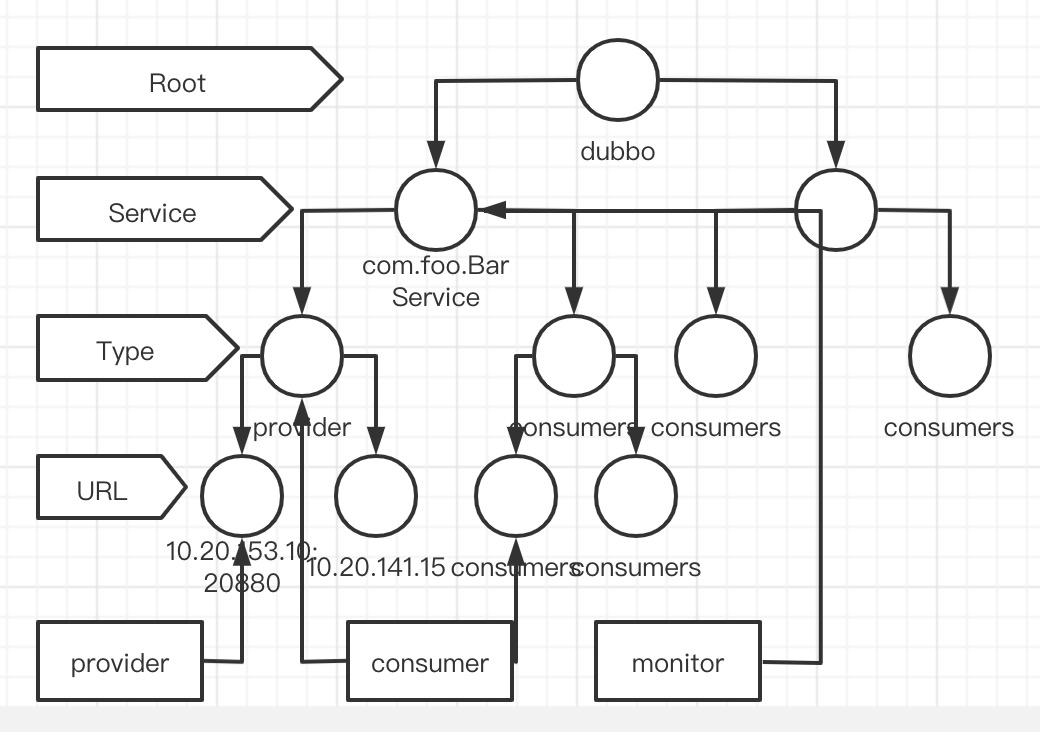 Root
dubbo
Service
com.foo.Bar
Service
Type
provider
consumers
consumers
consumers
URL
10.20.153.10:
20880
10.20.141.15
consumers
consumers
provider
consumer
monitor